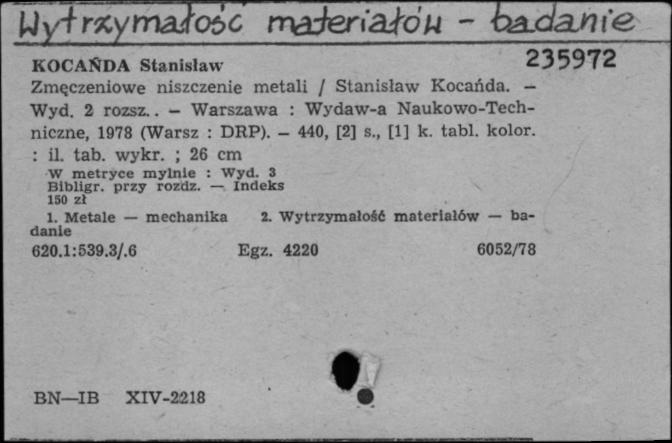 Wytrzymałość materiałów - badanie
235972
KOCAŃDA Stanisław
Zmęczeniowe niszczenie metali / Stanisław Kocańda. —
Wyd. 2 rozsz.. — Warszawa : Wydaw-a Naukowo-Tech-
niczne, 1978 (Warsz : DRP). — 440, [2] s., [1] k. tabl. kolor.
: il. tab. wykr. ; 26 cm
W metryce mylnie : Wyd. 3
Bibligr. przy rozdz. — Indeks
150 zł
1. Metale — mechanika 2. Wytrzymałość materiałów — ba-
danie
620.1:539.3/.6 Egz. 4220 6052/78
BN—IB XIV-2218